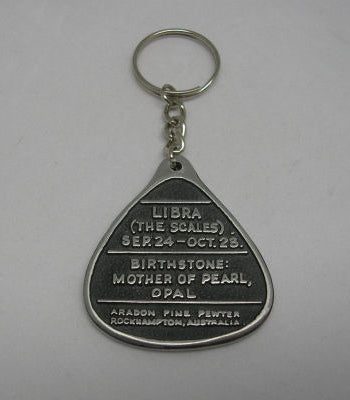 LIBRA
(THE SCALES)
SEP. 24 - OCT. 23.
BIRTHSTONE:
MOTHER OF PEARL,
OPAL
ARADON FINE PEWTER
ROCKHAMPTON, AUSTRALIA